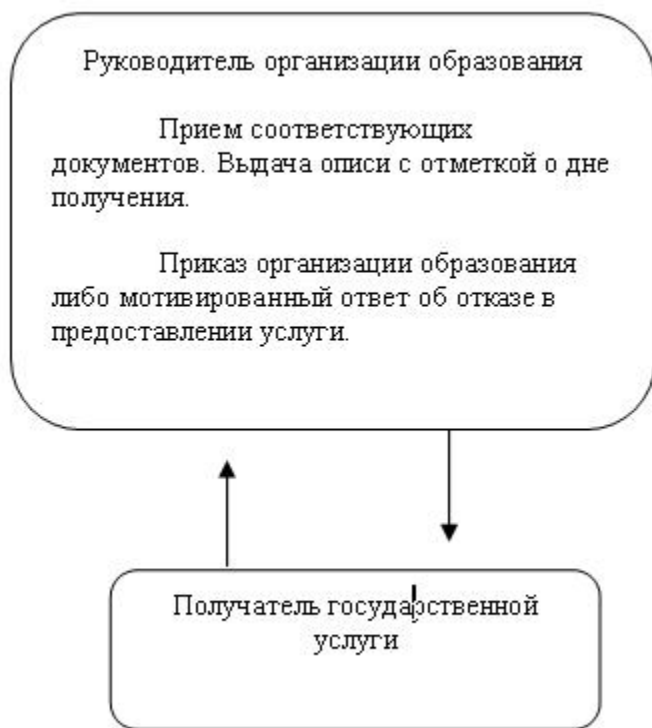 Руководитель организации образования
Прием соответствующих
документов. Выдача описи с отметкой о дне
получения.
Приказ организации образования
либо мотивированный ответ об отказе в
предоставлении услуги.
Получатель государственной
услуги